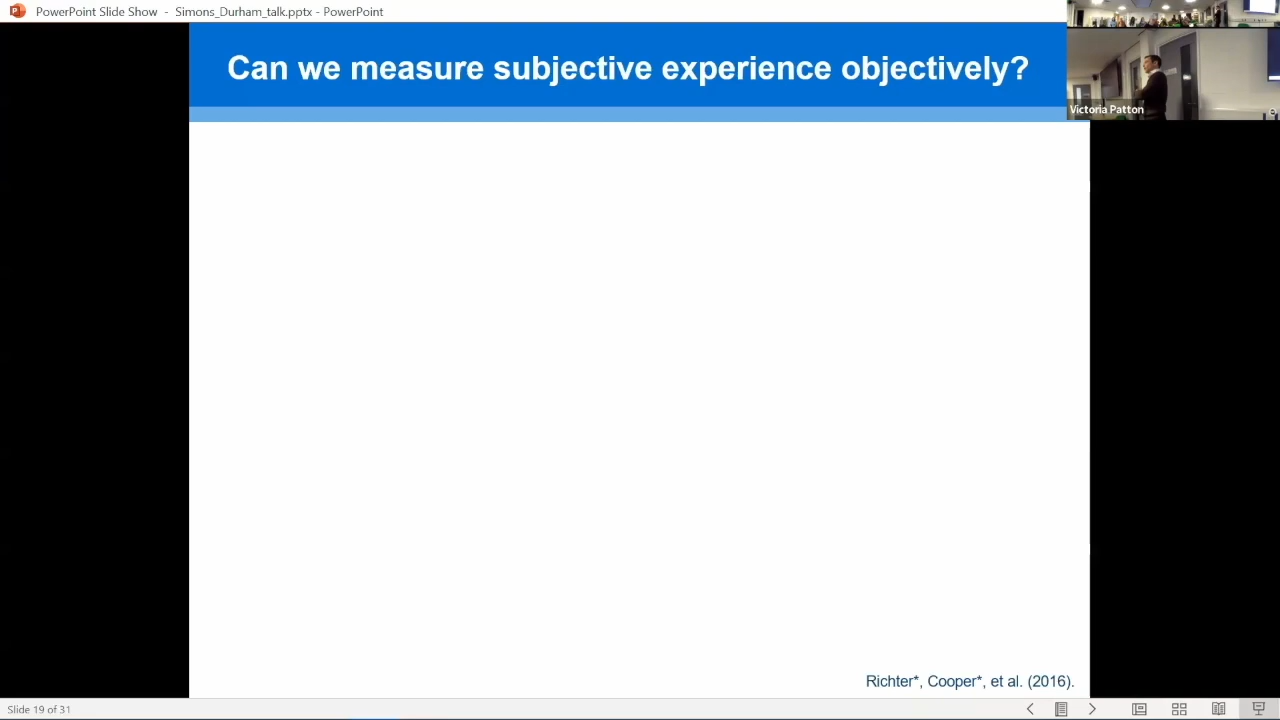 PowerPoint Slide Show - Simons_Durham_talk.pptx - PowerPoint
Can we measure subjective experience objectively?
Victoria Patton
Richter*, Cooper*, et al. (2016).
Slide 19 of 31